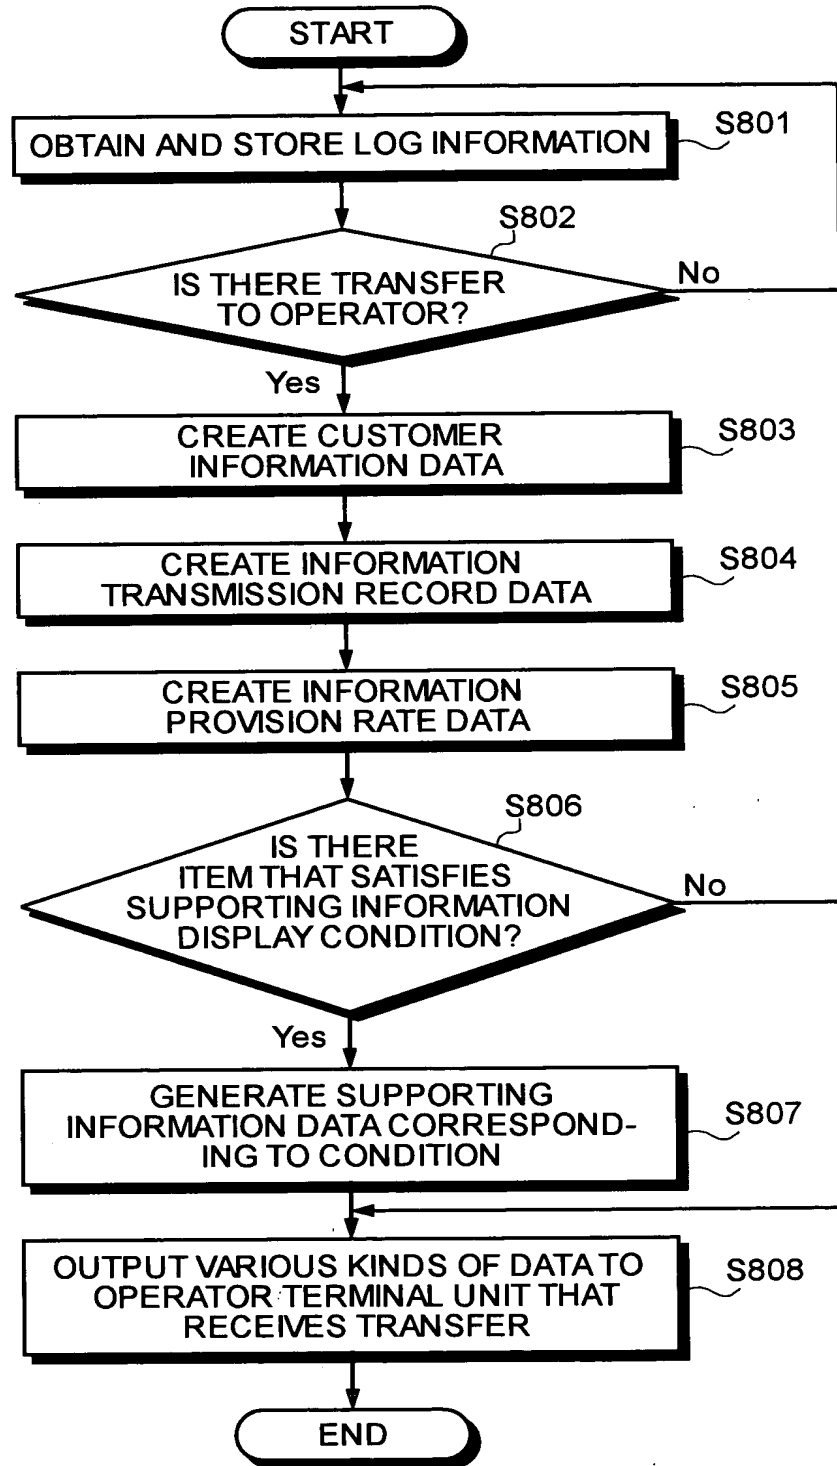 START
OBTAIN AND STORE LOG INFORMATION
S801
S802
IS THERE TRANSFER
TO OPERATOR?
No
Yes
CREATE CUSTOMER
INFORMATION DATA
S803
CREATE INFORMATION
TRANSMISSION RECORD DATA
S804
CREATE INFORMATION
PROVISION RATE DATA
S805
S806
IS THERE
ITEM THAT SATISFIES
SUPPORTING INFORMATION
DISPLAY CONDITION?
No
Yes
GENERATE SUPPORTING
INFORMATION DATA CORRESPOND-
ING TO CONDITION
S807
OUTPUT VARIOUS KINDS OF DATA TO
OPERATOR TERMINAL UNIT THAT
RECEIVES TRANSFER
S808
END